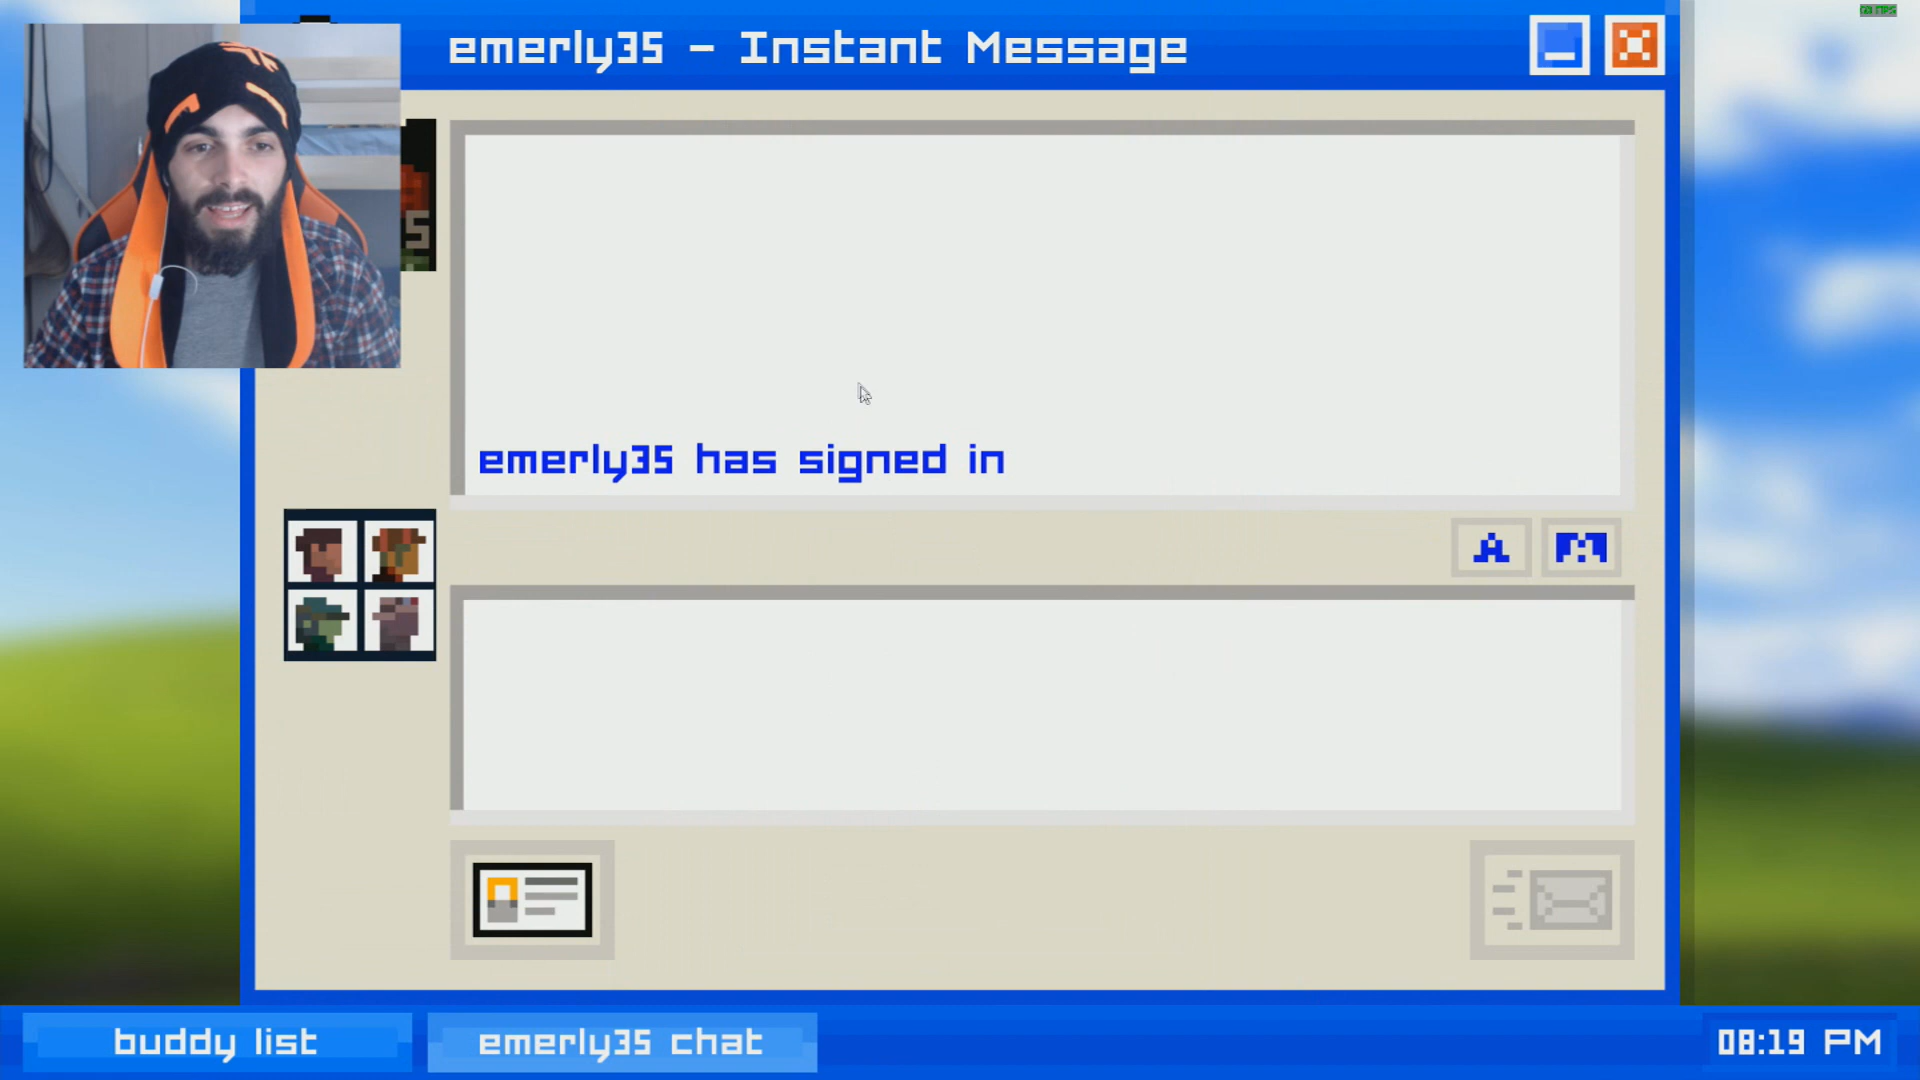 emerly35 - Instant Message
emerly35 has signed in
A
M
buddy list
emerly35 chat
08:19 PM